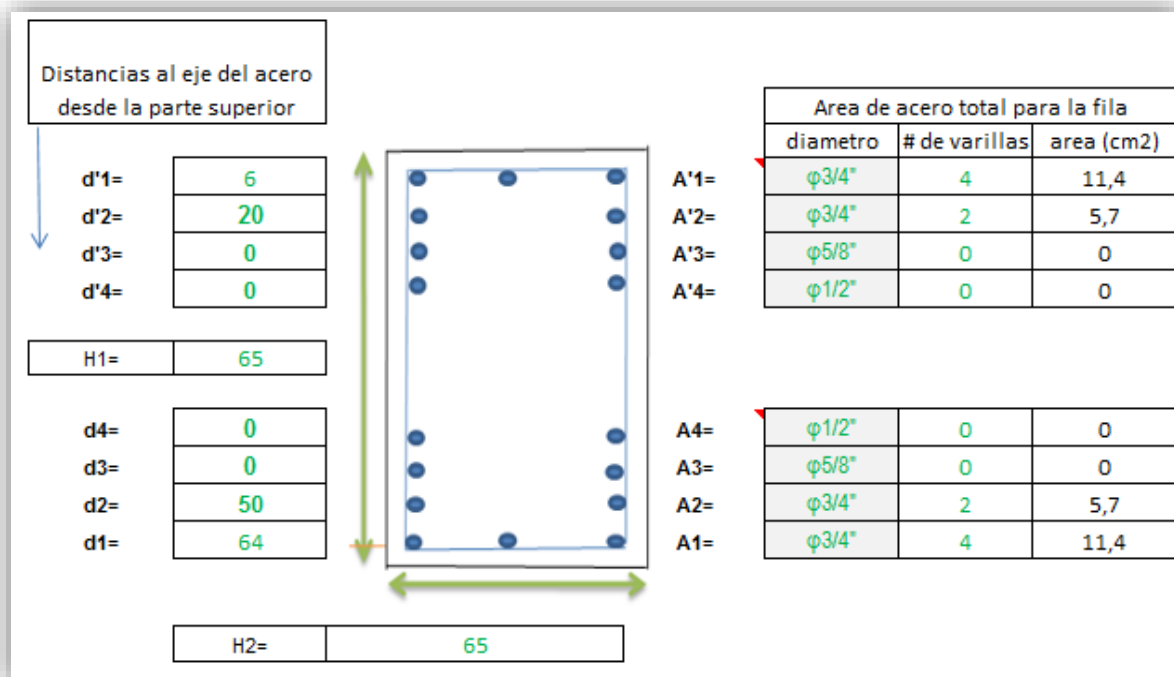 Distancias al eje del acero
desde la parte superior
Area de acero total para la fila
diametro # de varillas area (cm2)
d'1= 6 A'1= φ3/4" 4 11,4
d'2= 20 A'2= φ3/4" 2 5,7
d'3= 0 A'3= φ5/8" 0 0
d'4= 0 A'4= φ1/2" 0 0
H1= 65
d4= 0 A4= φ1/2" 0 0
d3= 0 A3= φ5/8" 0 0
d2= 50 A2= φ3/4" 2 5,7
d1= 64 A1= φ3/4" 4 11,4
H2= 65